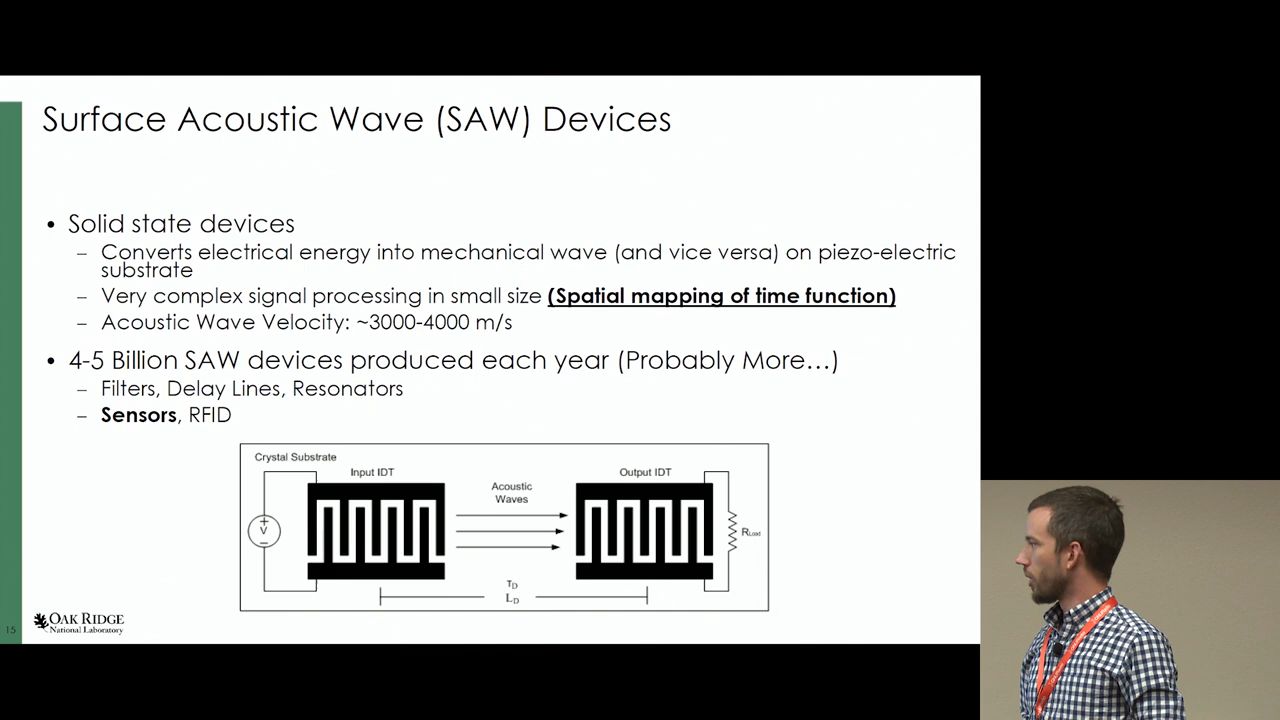 Surface Acoustic Wave (SAW) Devices
• Solid state devices
– Converts electrical energy into mechanical wave (and vice versa) on piezo-electric
substrate
– Very complex signal processing in small size (Spatial mapping of time function)
– Acoustic Wave Velocity: ~3000-4000 m/s
• 4-5 Billion SAW devices produced each year (Probably More…)
– Filters, Delay Lines, Resonators
– Sensors, RFID
Crystal Substrate
Input IDT
Output IDT
Acoustic
Waves
+
V
−
RLoad
TD
LD
OAK RIDGE
National Laboratory
15